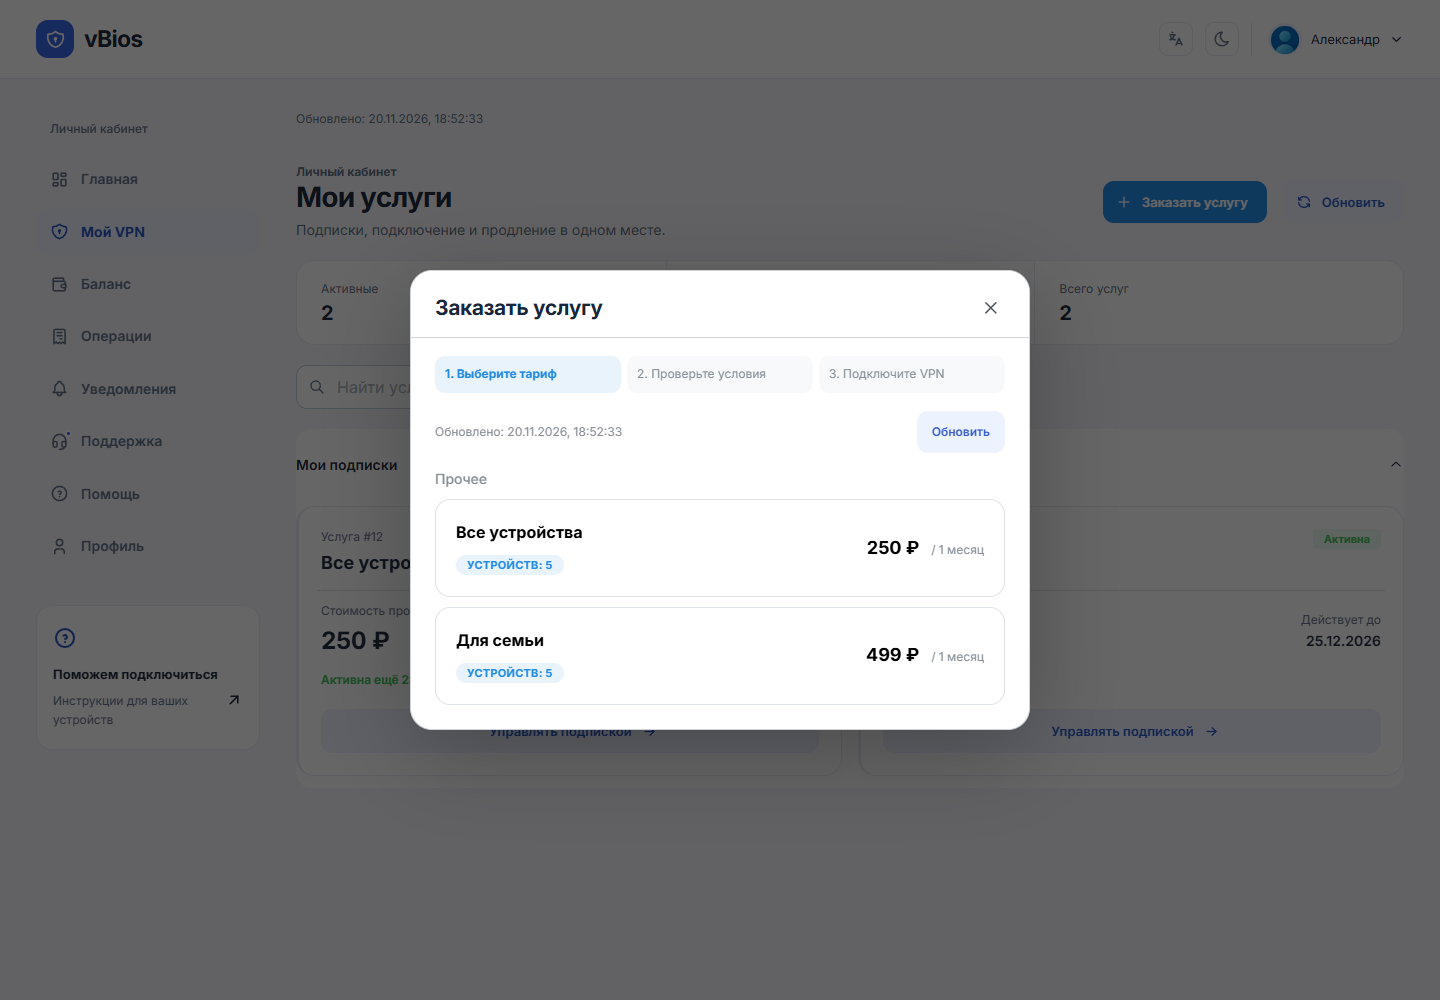 vBios
Александр
Личный кабинет
Главная
Мой VPN
Баланс
Операции
Уведомления
Поддержка
Помощь
Профиль
Поможем подключиться
Инструкции для ваших
устройств
Обновлено: 20.11.2026, 18:52:33
Личный кабинет
Мои услуги
Подписки, подключение и продление в одном месте.
Заказать услугу
Обновить
Активные
2
Всего услуг
2
Найти
Мои подписки
Услуга #12
Все
Стоимость
250 ₽
Активна ещё
Управлять подпиской
Активна
Действует до
25.12.2026
Управлять подпиской
Заказать услугу
1. Выберите тариф
2. Проверьте условия
3. Подключите VPN
Обновлено: 20.11.2026, 18:52:33
Обновить
Прочее
Все устройства
УСТРОЙСТВ: 5
250 ₽ / 1 месяц
Для семьи
УСТРОЙСТВ: 5
499 ₽ / 1 месяц